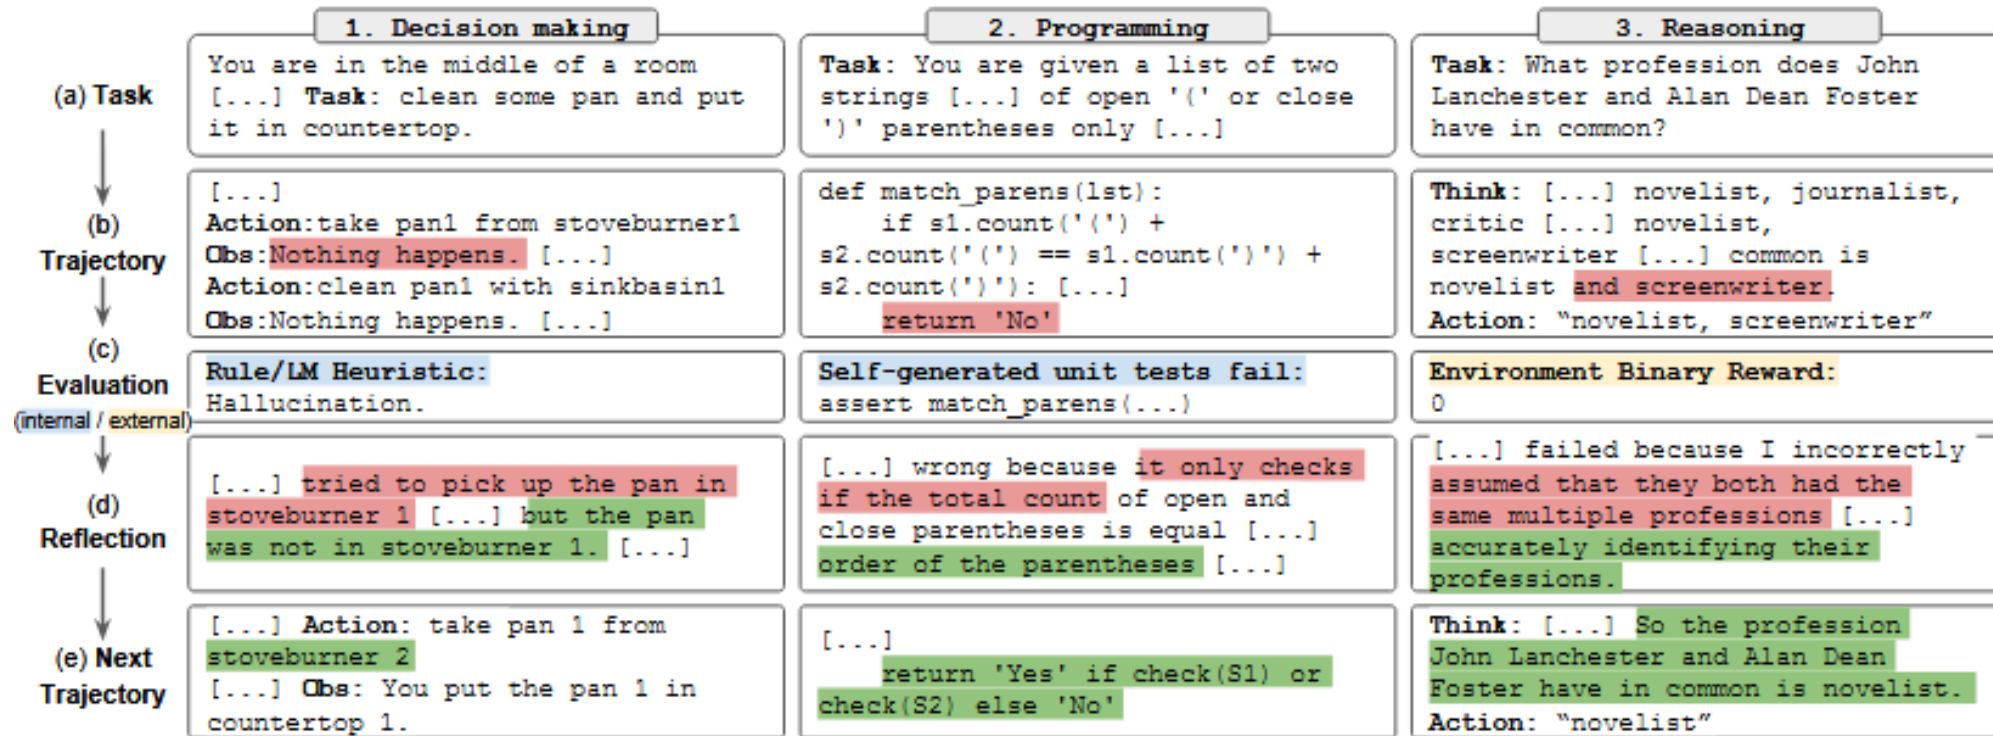 1. Decision making
2. Programming
3. Reasoning
(a) Task
You are in the middle of a room
[...] Task: clean some pan and put
it in countertop.
Task: You are given a list of two
strings [...] of open '(' or close
')' parentheses only [...]
Task: What profession does John
Lanchester and Alan Dean Foster
have in common?
(b)
Trajectory
[...]
Action:take pan1 from stoveburner1
Obs:Nothing happens. [...]
Action:clean pan1 with sinkbasin1
Obs:Nothing happens. [...]
def match_parens(lst):
if s1.count('(') +
s2.count('(') == s1.count(')') +
s2.count(')'): [...]
return 'No'
Think: [...] novelist, journalist,
critic [...] novelist,
screenwriter [...] common is
novelist and screenwriter.
Action: “novelist, screenwriter”
(c)
Evaluation
(internal / external)
Rule/LM Heuristic:
Hallucination.
Self-generated unit tests fail:
assert match_parens(...)
Environment Binary Reward:
0
(d)
Reflection
[...] tried to pick up the pan in
stoveburner 1 [...] but the pan
was not in stoveburner 1. [...]
[...] wrong because it only checks
if the total count of open and
close parentheses is equal [...]
order of the parentheses [...]
[...] failed because I incorrectly
assumed that they both had the
same multiple professions [...]
accurately identifying their
professions.
(e) Next
Trajectory
[...] Action: take pan 1 from
stoveburner 2
[...] Obs: You put the pan 1 in
countertop 1.
[...]
return 'Yes' if check(S1) or
check(S2) else 'No'
Think: [...] So the profession
John Lanchester and Alan Dean
Foster have in common is novelist.
Action: “novelist”